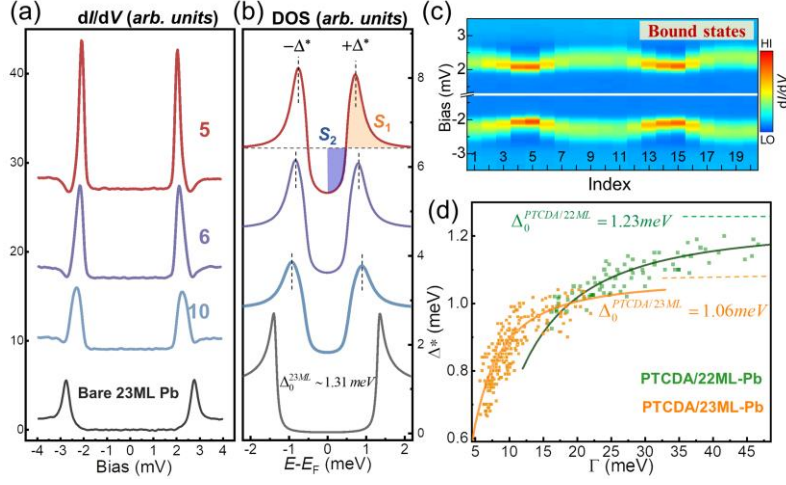 (a) dI/dV (arb. units)
40
30
20
10
0
5
6
10
Bare 23ML Pb
-4 -3 -2 -1 0 1 2 3 4
Bias (mV)
(b) DOS (arb. units)
−Δ* +Δ*
S₁
S₂
Δ₀^23ML ~1.31 meV
8
6
4
2
0
-2 -1 0 1 2
E-E_F (meV)
(c)
Bound states
3
2
-2
-3
Bias (mV)
1 3 5 7 9 11 13 15 17 19
Index
HI
LO
dI/dV
(d)
Δ₀^PTCDA/22ML = 1.23meV
Δ₀^PTCDA/23ML = 1.06meV
PTCDA/22ML-Pb
PTCDA/23ML-Pb
1.2
1.0
0.8
0.6
Δ* (meV)
5 10 15 20 25 30 35 40 45
Γ (meV)